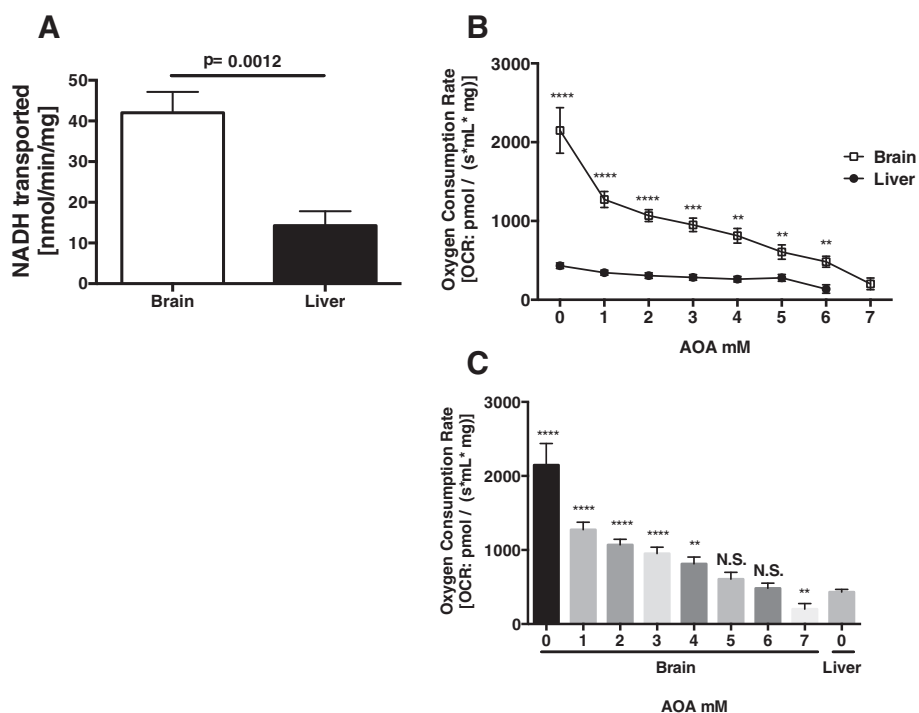 A
p= 0.0012
NADH transported
[nmol/min/mg]
50
40
30
20
10
0
Brain
Liver
B
Oxygen Consumption Rate
[OCR: pmol / (s*mL* mg)]
3000
2000
1000
0
****
****
****
***
**
**
**
Brain
Liver
0 1 2 3 4 5 6 7
AOA mM
C
Oxygen Consumption Rate
[OCR: pmol / (s*mL* mg)]
3000
2000
1000
0
****
****
****
****
**
N.S.
N.S.
**
0 1 2 3 4 5 6 7 0
Brain
Liver
AOA mM